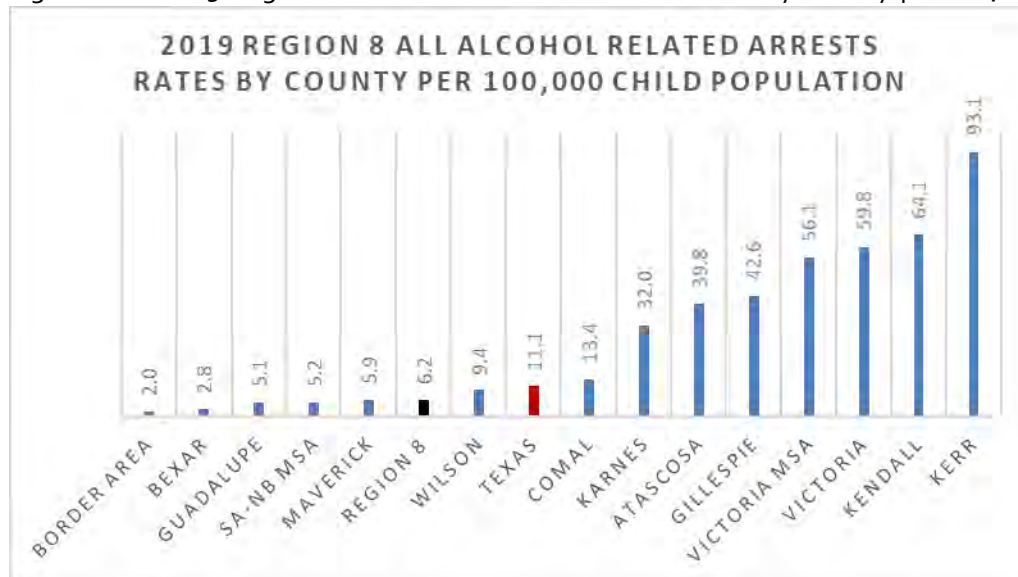 2019 REGION 8 ALL ALCOHOL RELATED ARRESTS
RATES BY COUNTY PER 100,000 CHILD POPULATION
2.0
2.8
5.1
5.2
5.9
6.2
9.4
11.1
13.4
32.0
39.8
42.6
56.1
59.8
64.1
93.1
BORDER AREA
BEXAR
GUADALUPE
SA-NB MSA
MAVERICK
REGION 8
WILSON
TEXAS
COMAL
KARNES
ATASCOSA
GILLESPIE
VICTORIA MSA
VICTORIA
KENDALL
KERR